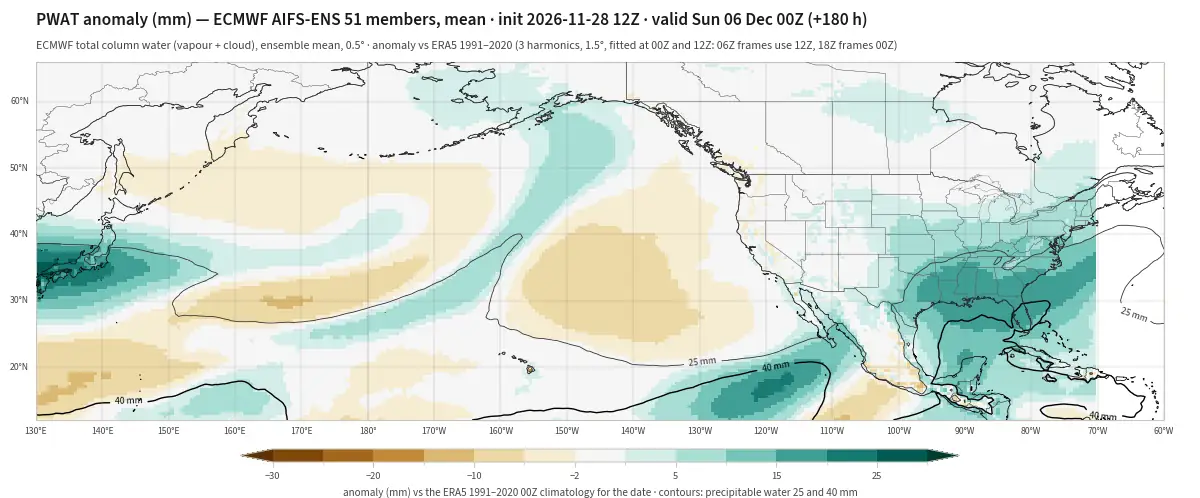 PWAT anomaly (mm) — ECMWF AIFS-ENS 51 members, mean · init 2026-11-28 12Z · valid Sun 06 Dec 00Z (+180 h)
ECMWF total column water (vapour + cloud), ensemble mean, 0.5° · anomaly vs ERA5 1991–2020 (3 harmonics, 1.5°, fitted at 00Z and 12Z: 06Z frames use 12Z, 18Z frames 00Z)
60°N
50°N
40°N
30°N
25 mm
25 mm
20°N
40 mm
40 mm
40 mm
130°E 140°E 150°E 160°E 170°E 180° 170°W 160°W 150°W 140°W 130°W 120°W 110°W 100°W 90°W 80°W 70°W 60°W
−30 −20 −10 −2 5 15 25
anomaly (mm) vs the ERA5 1991–2020 00Z climatology for the date · contours: precipitable water 25 and 40 mm